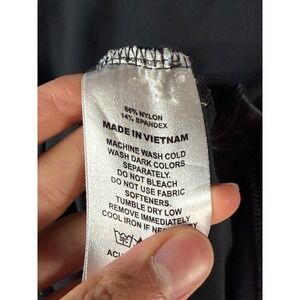 86% NYLON
14% SPANDEX
MADE IN VIETNAM
MACHINE WASH COLD
WASH DARK COLORS
SEPARATELY.
DO NOT BLEACH
DO NOT USE FABRIC
SOFTENERS.
TUMBLE DRY LOW
REMOVE IMMEDIATELY
COOL IRON IF NECESSARY